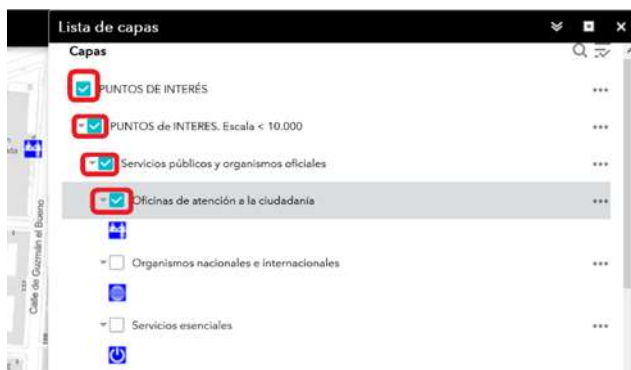 Lista de capas
Capas
PUNTOS DE INTERÉS
PUNTOS de INTERES. Escala < 10.000
Servicios públicos y organismos oficiales
Oficinas de atención a la ciudadanía
Organismos nacionales e internacionales
Servicios esenciales
Calle de Guzmán el Bueno